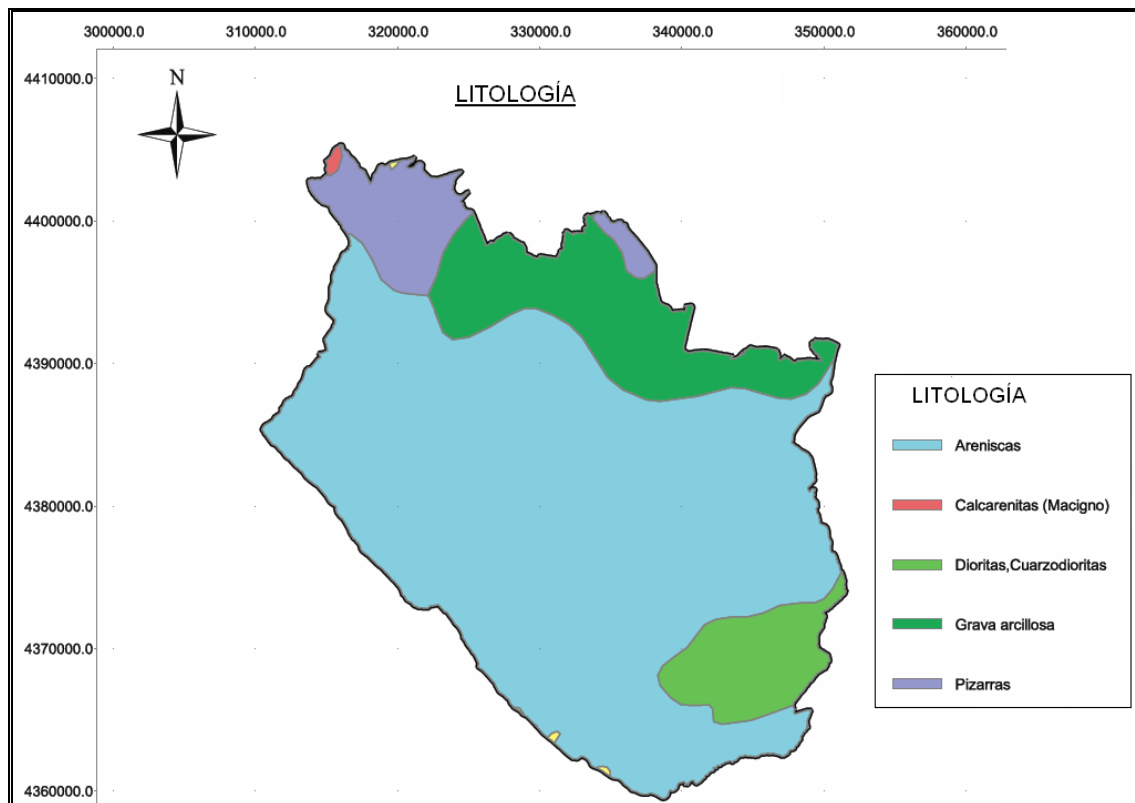 300000.0 310000.0 320000.0 330000.0 340000.0 350000.0 360000.0
4410000.0
N
LITOLOGÍA
4400000.0
4390000.0
LITOLOGÍA
Areniscas
4380000.0
Calcarenitas (Macigno)
Dioritas,Cuarzodioritas
Grava arcillosa
4370000.0
Pizarras
4360000.0